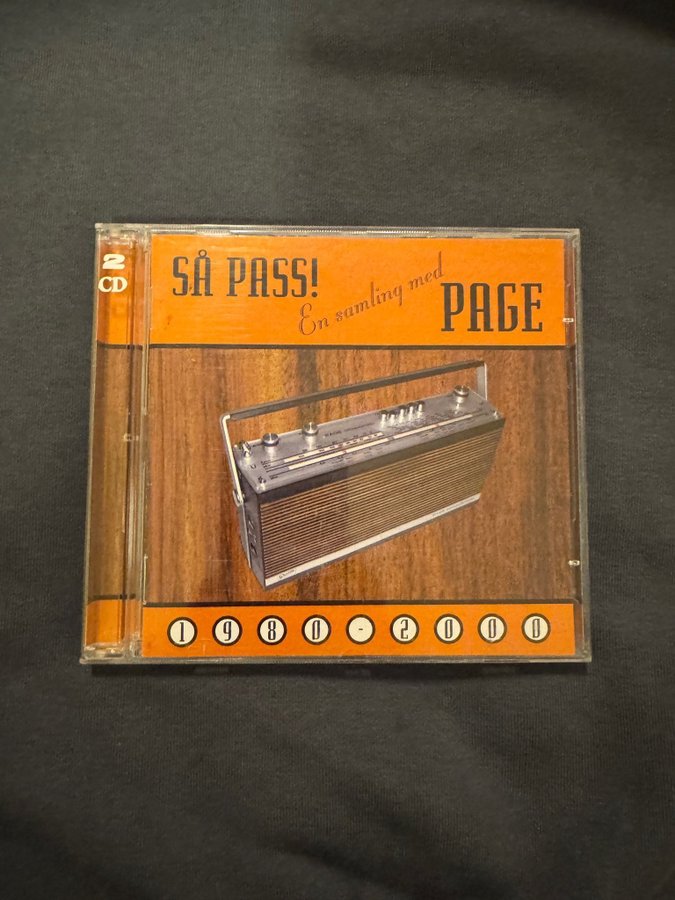 2
CD
SÅ PASS!
En samling med
PAGE
1980-2000